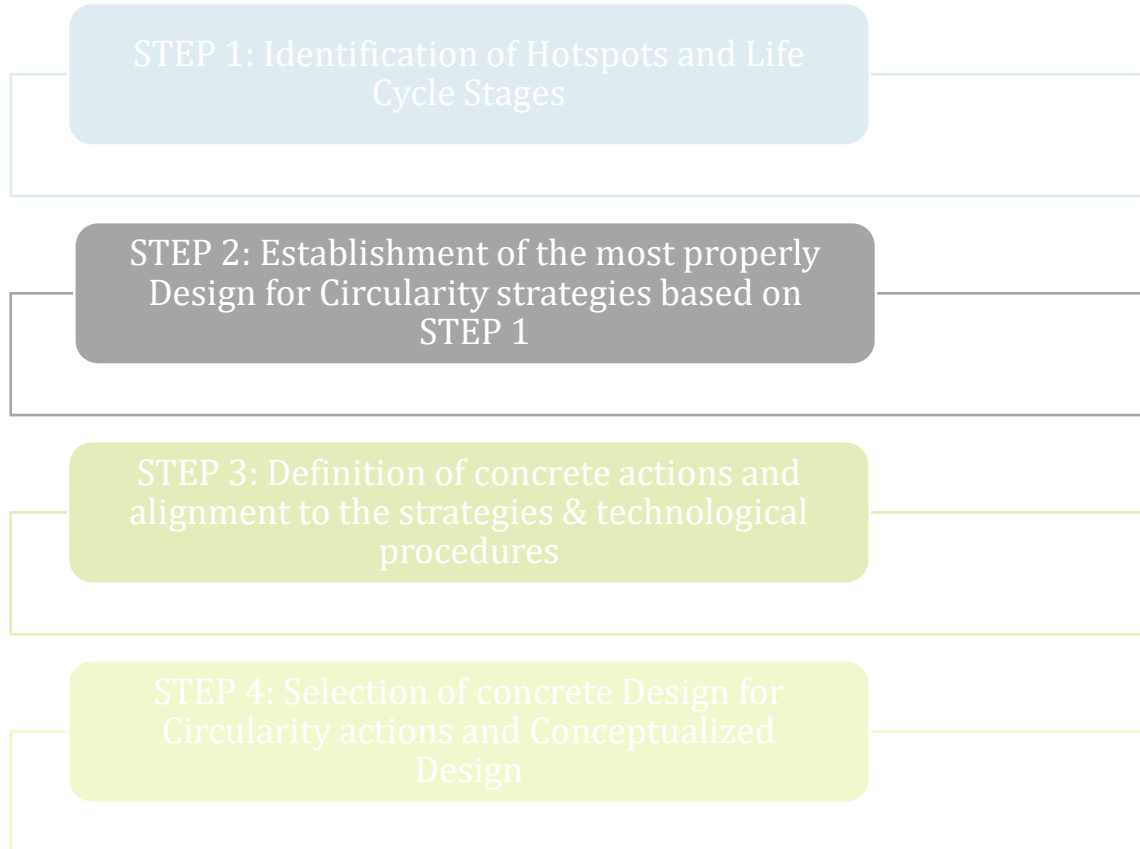 STEP 1: Identification of Hotspots and Life
Cycle Stages
STEP 2: Establishment of the most properly
Design for Circularity strategies based on
STEP 1
STEP 3: Definition of concrete actions and
alignment to the strategies & technological
procedures
STEP 4: Selection of concrete Design for
Circularity actions and Conceptualized
Design